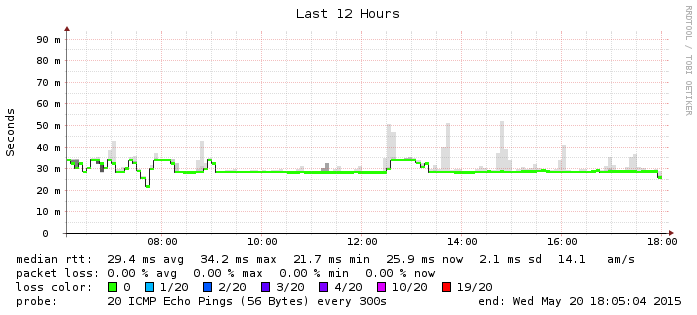 Last 12 Hours
RRDTOOL / TOBI OETIKER
Seconds
90 m
80 m
70 m
60 m
50 m
40 m
30 m
20 m
10 m
0
08:00 10:00 12:00 14:00 16:00 18:00
median rtt: 29.4 ms avg 34.2 ms max 21.7 ms min 25.9 ms now 2.1 ms sd 14.1 am/s
packet loss: 0.00 % avg 0.00 % max 0.00 % min 0.00 % now
loss color: 0 1/20 2/20 3/20 4/20 10/20 19/20
probe: 20 ICMP Echo Pings (56 Bytes) every 300s end: Wed May 20 18:05:04 2015